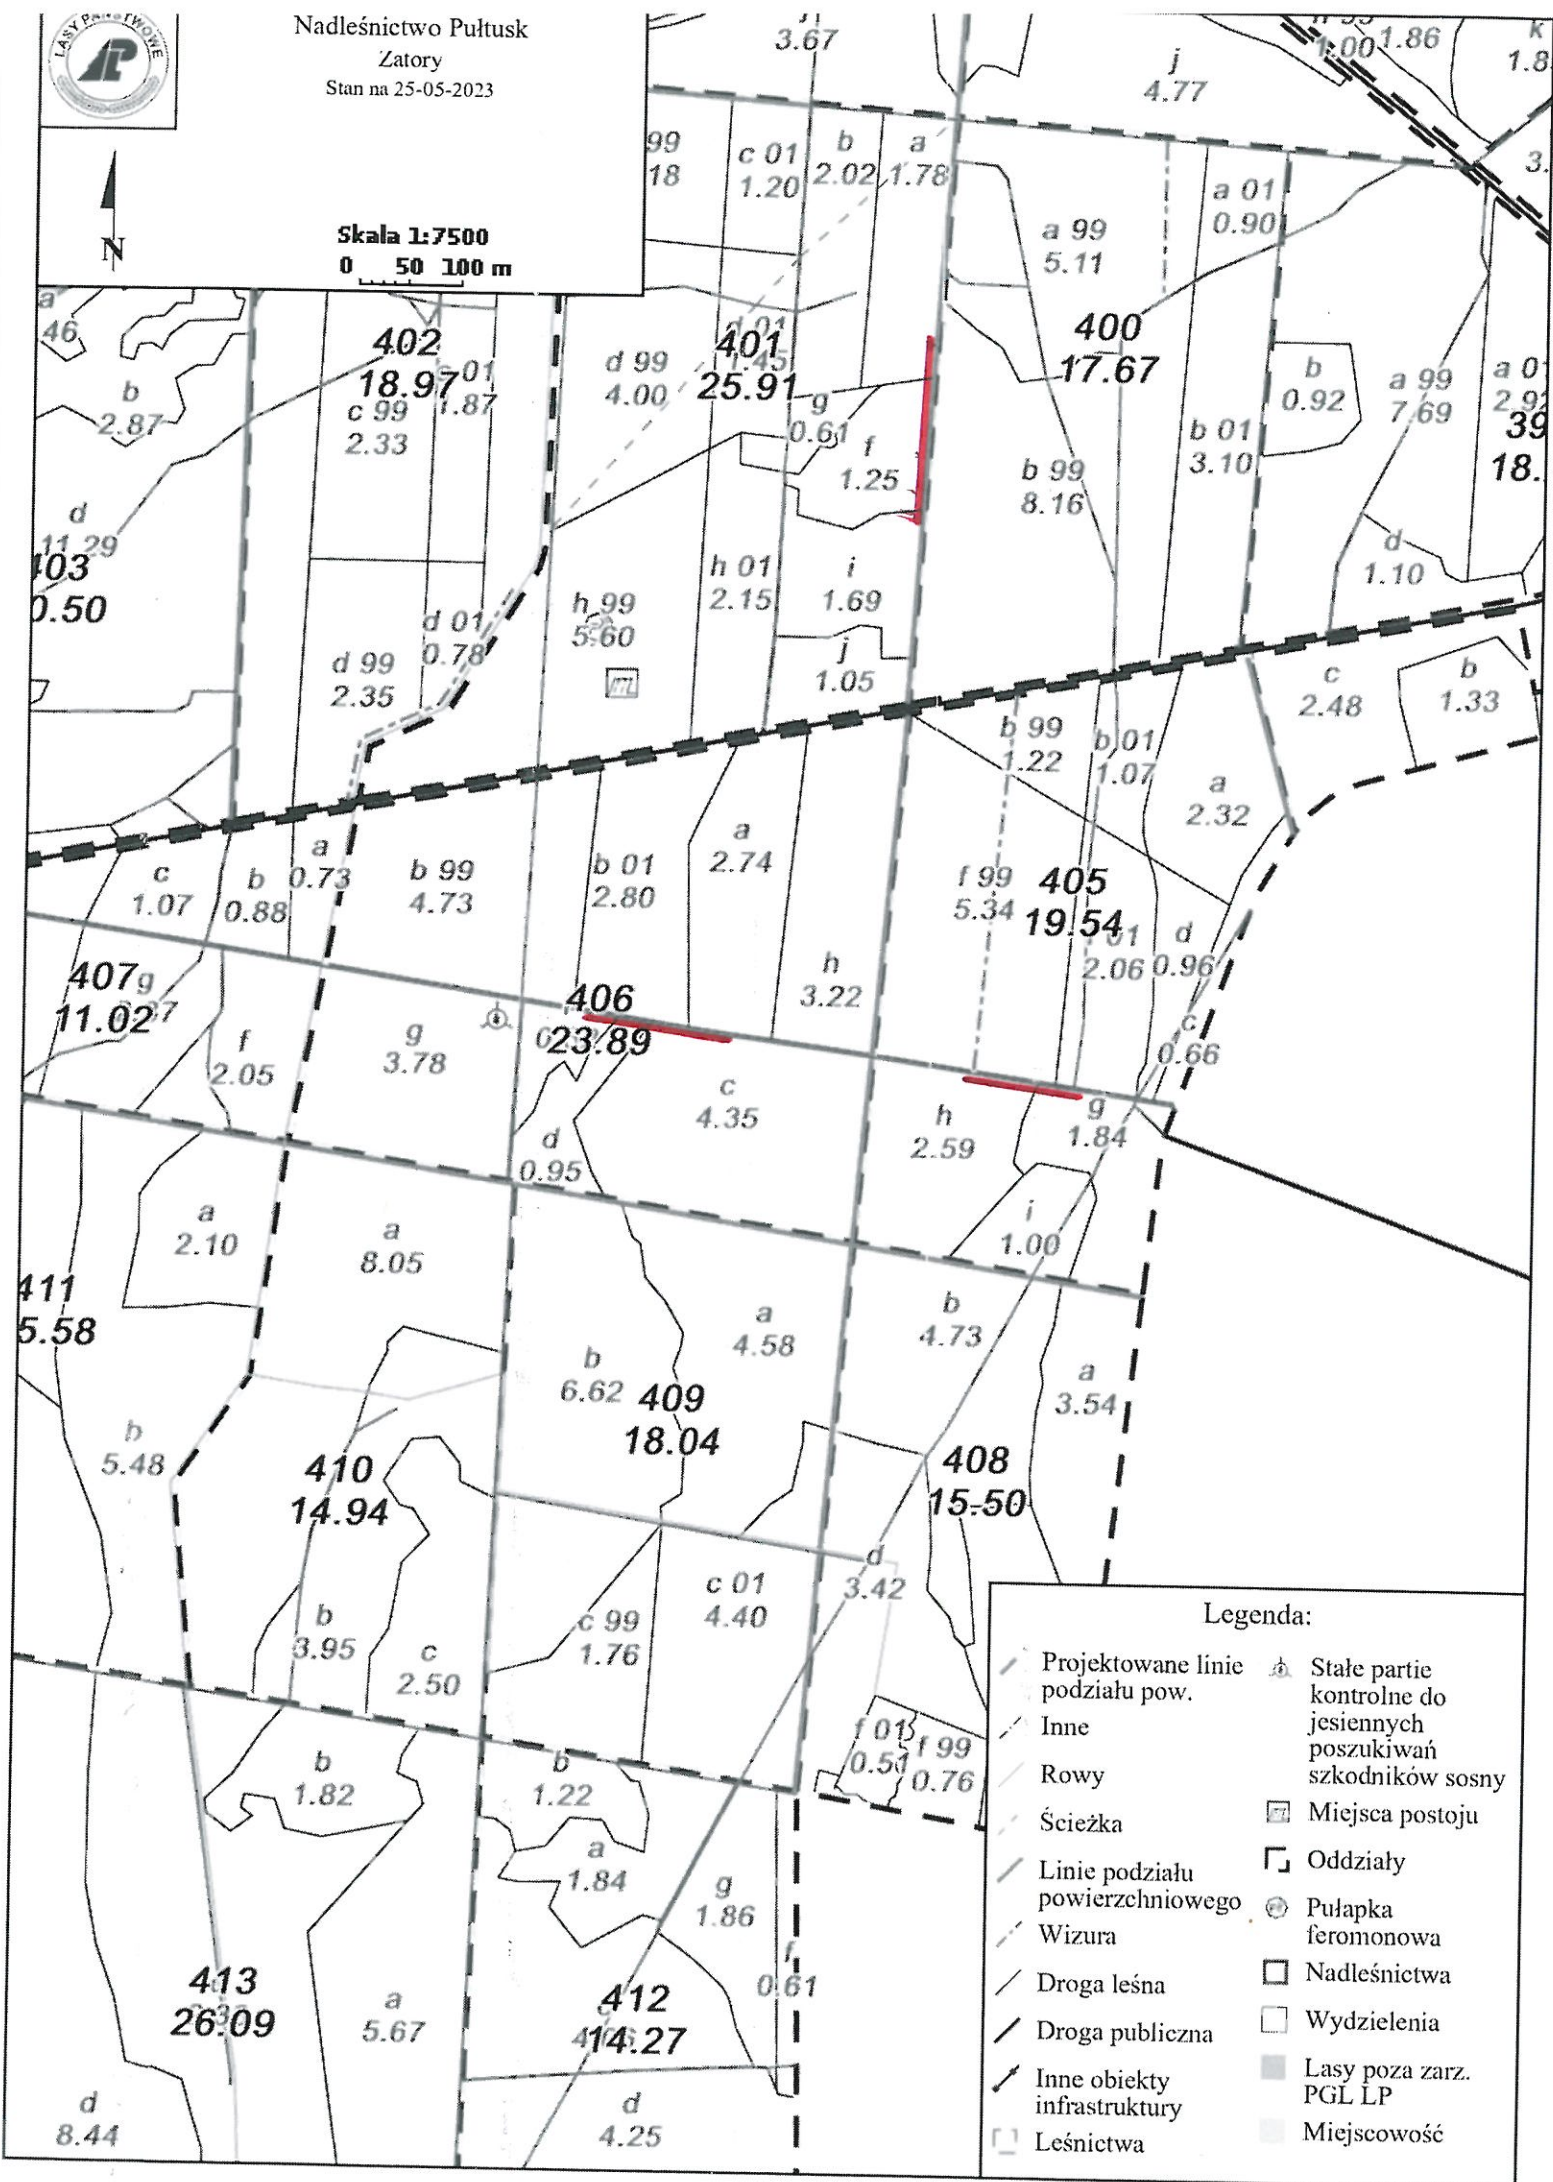 LASY PAŃSTWOWE
Nadleśnictwo Pułtusk
Zatory
Stan na 25-05-2023
N
Skala 1:7500
0 50 100 m
3.67
j
4.77
1.00
1.86
k
1.8
99
18
c 01
1.20
b
2.02
a
1.78
a 99
5.11
a 01
0.90
3.
a
46
b
2.87
402
18.97
c 99
2.33
01
1.87
d 99
4.00
401
25.91
g
0.61
f
1.25
400
17.67
b 99
8.16
b 01
3.10
b
0.92
a 99
7.69
a 01
2.92
39
18.
d
11.29
403
0.50
d 01
0.78
d 99
2.35
h 99
5.60
h 01
2.15
i
1.69
j
1.05
d
1.10
c
2.48
b
1.33
b 99
1.22
b 01
1.07
a
2.32
c
1.07
b
0.88
a
0.73
b 99
4.73
b 01
2.80
a
2.74
h
3.22
f 99
5.34
405
19.54
01
2.06
d
0.96
c
0.66
407
11.02
g
f
2.05
g
3.78
406
23.89
c
4.35
d
0.95
h
2.59
g
1.84
i
1.00
a
2.10
a
8.05
411
5.58
b
5.48
b
6.62
a
4.58
409
18.04
b
4.73
a
3.54
410
14.94
408
15.50
b
3.95
c
2.50
c 99
1.76
c 01
4.40
d
3.42
f 01
0.51
f 99
0.76
b
1.82
b
1.22
a
1.84
g
1.86
f
0.61
413
26.09
a
5.67
412
14.27
d
8.44
d
4.25
Legenda:
Projektowane linie
podziału pow.
Inne
Rowy
Ścieżka
Linie podziału
powierzchniowego
Wizura
Droga leśna
Droga publiczna
Inne obiekty
infrastruktury
Leśnictwa
Stałe partie
kontrolne do
jesiennych
poszukiwań
szkodników sosny
Miejsca postoju
Oddziały
Pułapka
feromonowa
Nadleśnictwa
Wydzielenia
Lasy poza zarz.
PGL LP
Miejscowość